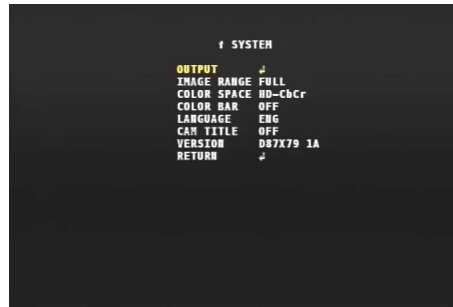 SYSTEM
OUTPUT ↲
IMAGE RANGE FULL
COLOR SPACE HD-CbCr
COLOR BAR OFF
LANGUAGE ENG
CAM TITLE OFF
VERSION D87X79 1A
RETURN ↲